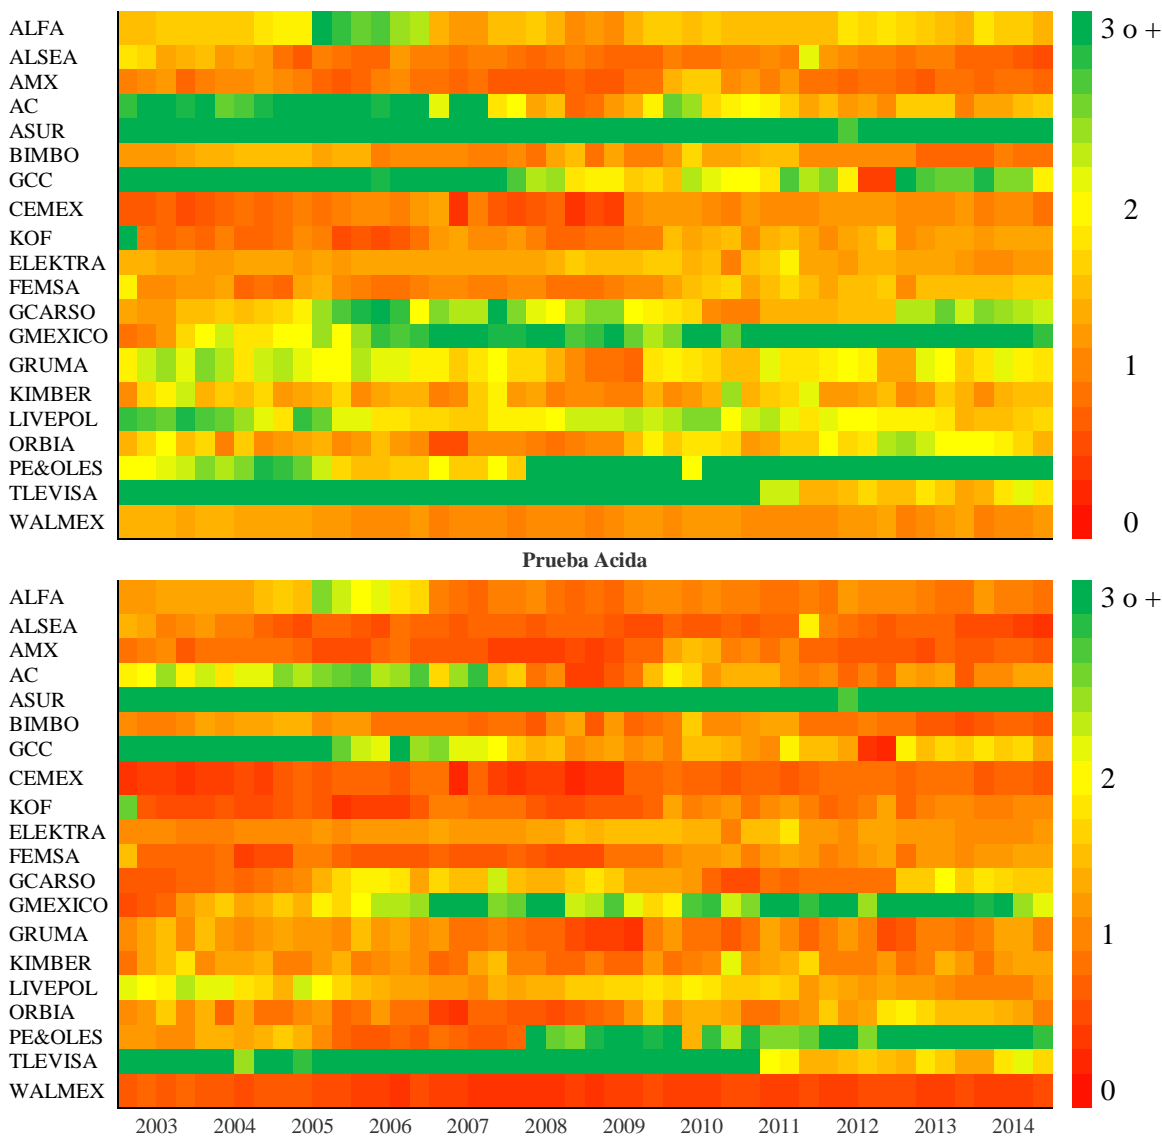 ALFA
ALSEA
AMX
AC
ASUR
BIMBO
GCC
CEMEX
KOF
ELEKTRA
FEMSA
GCARSO
GMEXICO
GRUMA
KIMBER
LIVEPOL
ORBIA
PE&OLES
TLEVISA
WALMEX
3 o +
2
1
0
Prueba Acida
ALFA
ALSEA
AMX
AC
ASUR
BIMBO
GCC
CEMEX
KOF
ELEKTRA
FEMSA
GCARSO
GMEXICO
GRUMA
KIMBER
LIVEPOL
ORBIA
PE&OLES
TLEVISA
WALMEX
3 o +
2
1
0
2003 2004 2005 2006 2007 2008 2009 2010 2011 2012 2013 2014